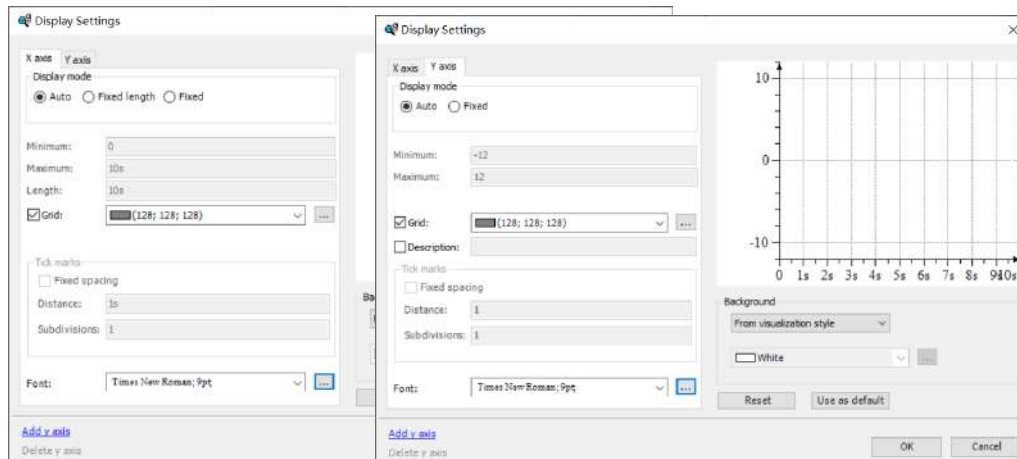 Display Settings
X axis Y axis
Display mode
Auto Fixed length Fixed
Minimum: 0
Maximum: 10s
Length: 10s
Grid: (128; 128; 128) ...
Tick marks
Fixed spacing
Distance: 1s
Subdivisions: 1
Font: Times New Roman; 9pt ...
Add y axis
Delete y axis
Display Settings
X axis Y axis
Display mode
Auto Fixed
Minimum: -12
Maximum: 12
Grid: (128; 128; 128) ...
Description:
Tick marks
Fixed spacing
Distance: 1
Subdivisions: 1
Font: Times New Roman; 9pt ...
Add y axis
Delete y axis
10
0
-10
0 1s 2s 3s 4s 5s 6s 7s 8s 9 10s
Background
From visualization style
White ...
Reset Use as default
OK Cancel